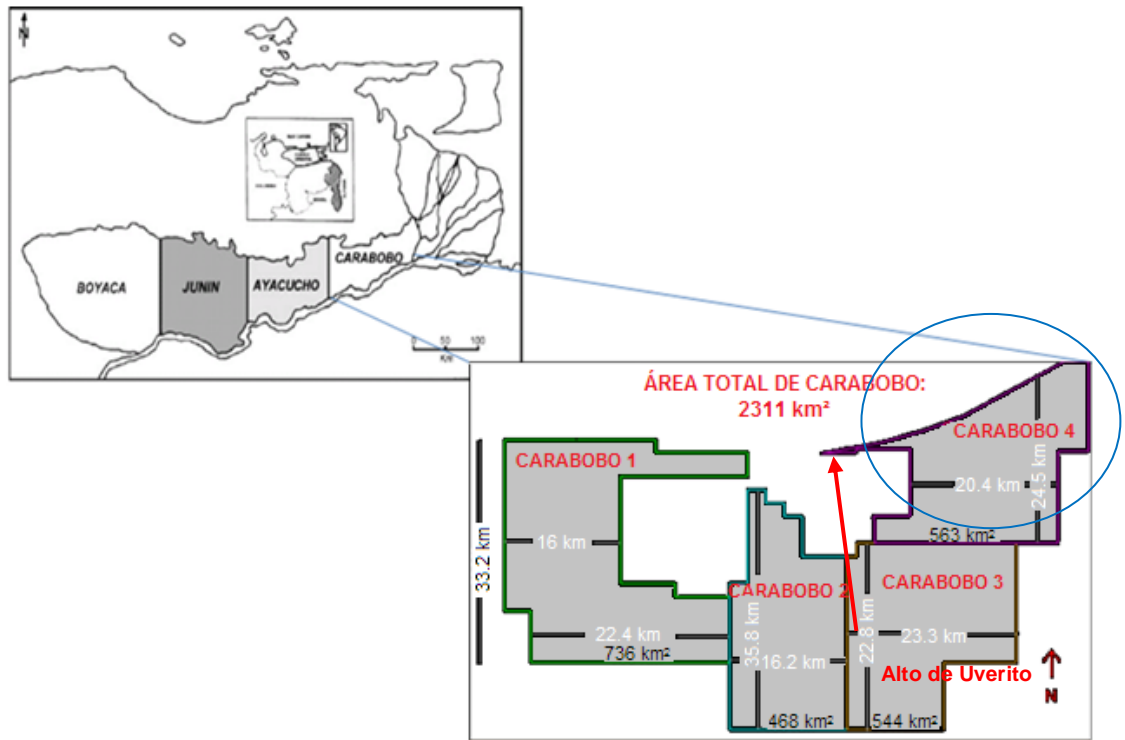 N
BOYACA
JUNIN
AYACUCHO
CARABOBO
0 50 100
ÁREA TOTAL DE CARABOBO:
2311 km²
CARABOBO 1
33.2 km
16 km
22.4 km
736 km²
CARABOBO 2
35.8 km
16.2 km
468 km²
CARABOBO 4
20.4 km
24.5 km
563 km²
CARABOBO 3
22.8 km
23.3 km
544 km²
Alto de Uverito
N